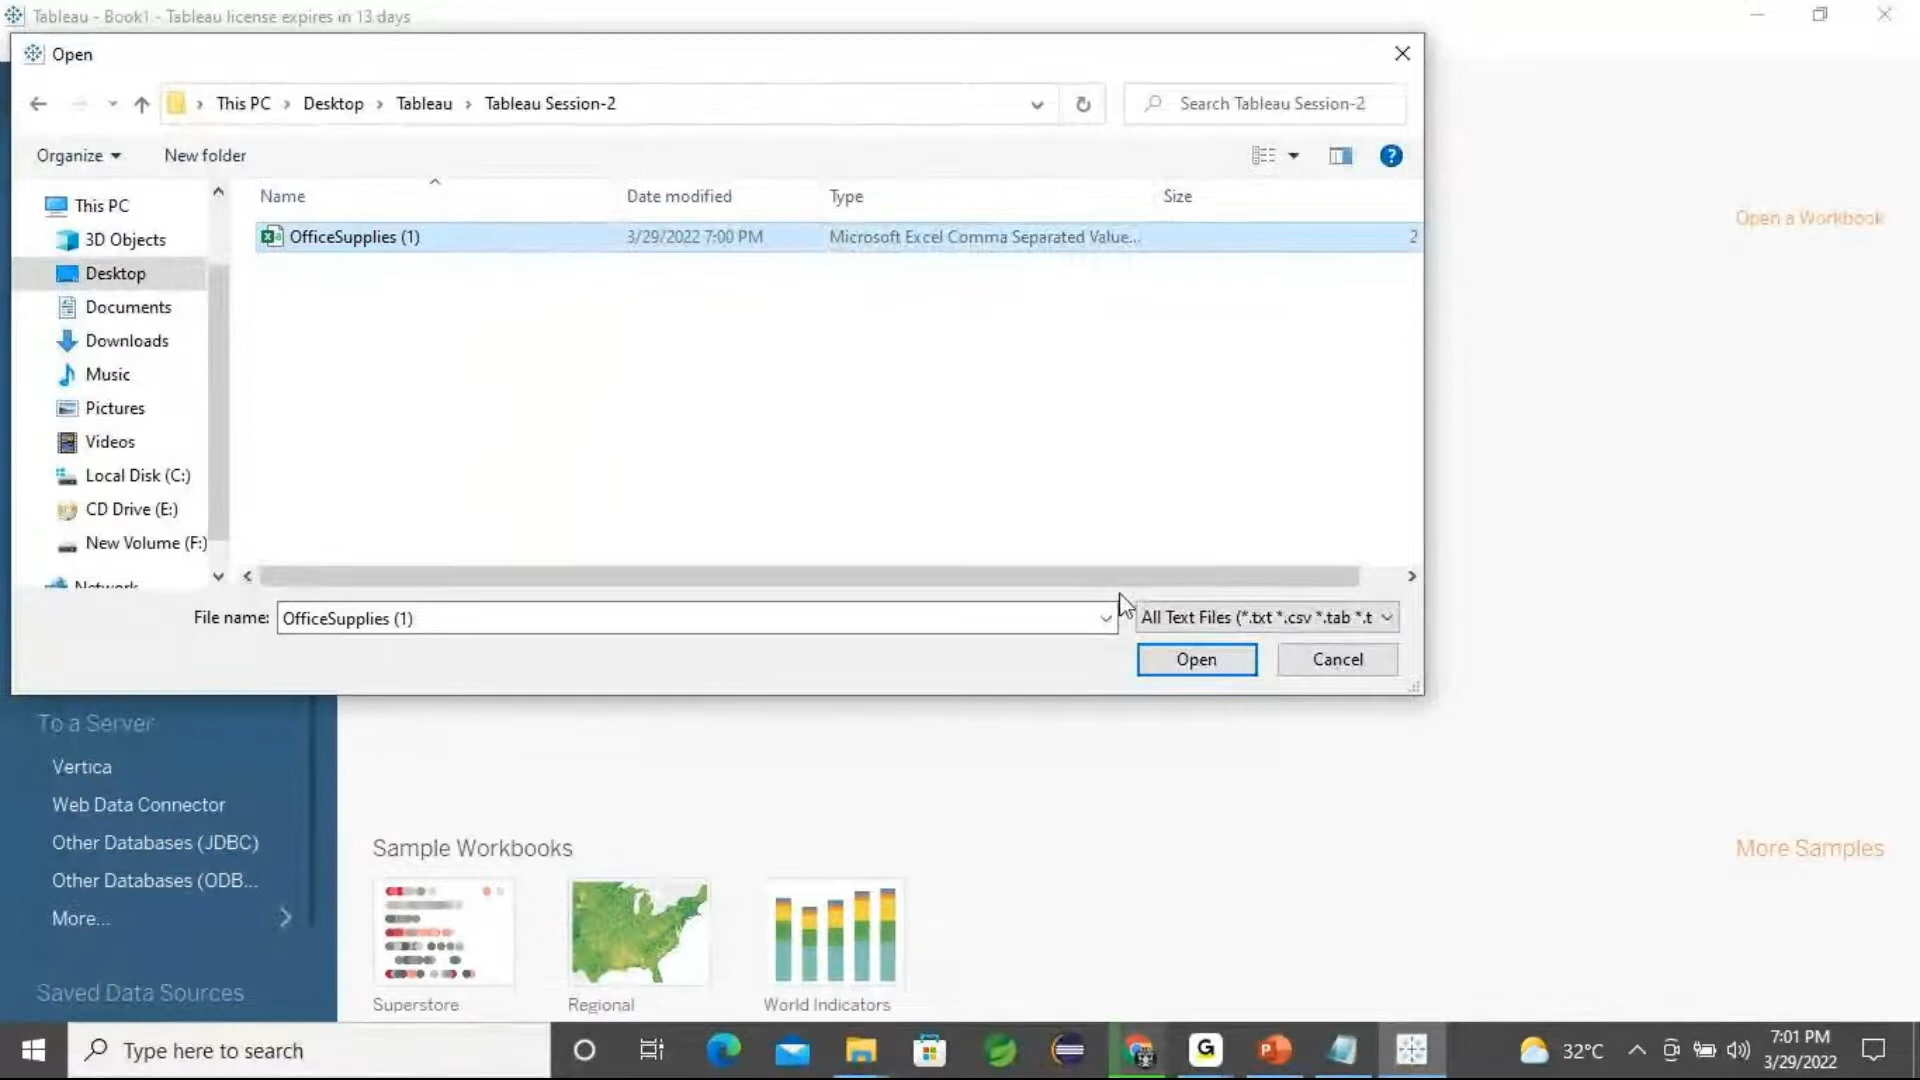 Tableau - Book1 - Tableau license expires in 13 days
Open
This PC > Desktop > Tableau > Tableau Session-2
Search Tableau Session-2
Organize
New folder
Name
Date modified
Type
Size
OfficeSupplies (1)
3/29/2022 7:00 PM
Microsoft Excel Comma Separated Value...
2
This PC
3D Objects
Desktop
Documents
Downloads
Music
Pictures
Videos
Local Disk (C:)
CD Drive (E:)
New Volume (F:)
Network
File name:
OfficeSupplies (1)
All Text Files (*.txt *.csv *.tab *.t
Open
Cancel
Open a Workbook
To a Server
Vertica
Web Data Connector
Other Databases (JDBC)
Other Databases (ODB...
More...
Saved Data Sources
Sample Workbooks
More Samples
Superstore
Regional
World Indicators
Type here to search
32°C
7:01 PM
3/29/2022